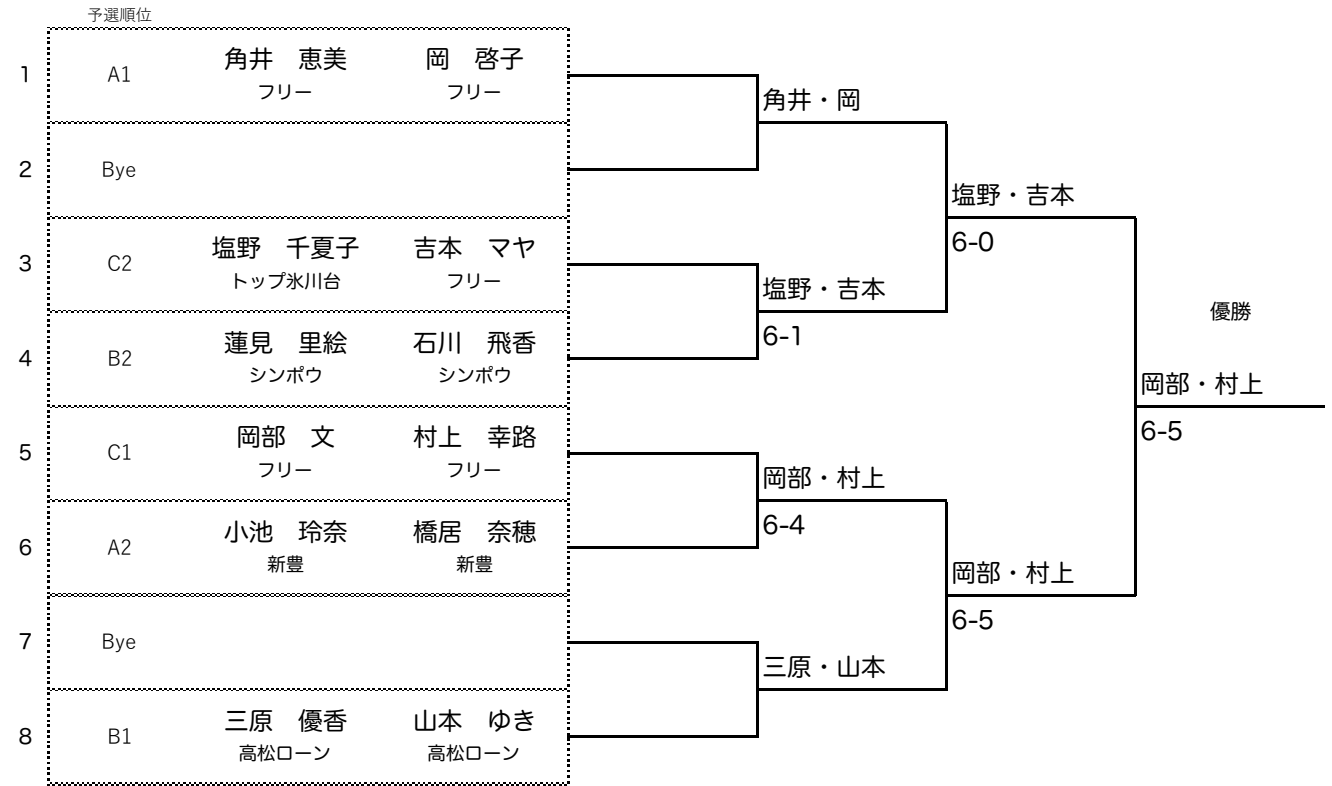 予選順位
1 A1 角井　恵美 岡　啓子
フリー フリー
角井・岡
2 Bye
塩野・吉本
6-0
3 C2 塩野　千夏子 吉本　マヤ
トップ氷川台 フリー
塩野・吉本
6-1
4 B2 蓮見　里絵 石川　飛香
シンポウ シンポウ
優勝
岡部・村上
6-5
5 C1 岡部　文 村上　幸路
フリー フリー
岡部・村上
6-4
6 A2 小池　玲奈 橋居　奈穂
新豊 新豊
岡部・村上
6-5
7 Bye
三原・山本
8 B1 三原　優香 山本　ゆき
高松ローン 高松ローン